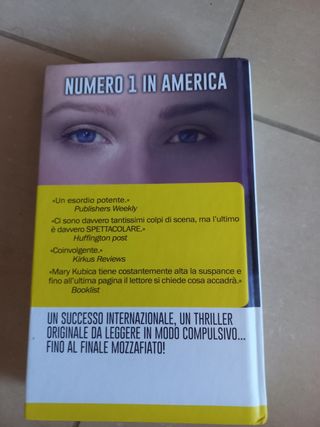 NUMERO 1 IN AMERICA
«Un esordio potente.»
Publishers Weekly
«Ci sono davvero tantissimi colpi di scena, ma l'ultimo
è davvero SPETTACOLARE.»
Huffington post
«Coinvolgente.»
Kirkus Reviews
«Mary Kubica tiene costantemente alta la suspance e
fino all'ultima pagina il lettore si chiede cosa accadrà.»
Booklist
UN SUCCESSO INTERNAZIONALE, UN THRILLER
ORIGINALE DA LEGGERE IN MODO COMPULSIVO...
FINO AL FINALE MOZZAFIATO!